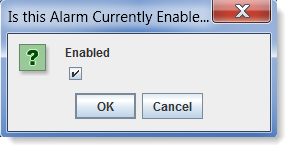 Is this Alarm Currently Enable...
?
Enabled
OK Cancel